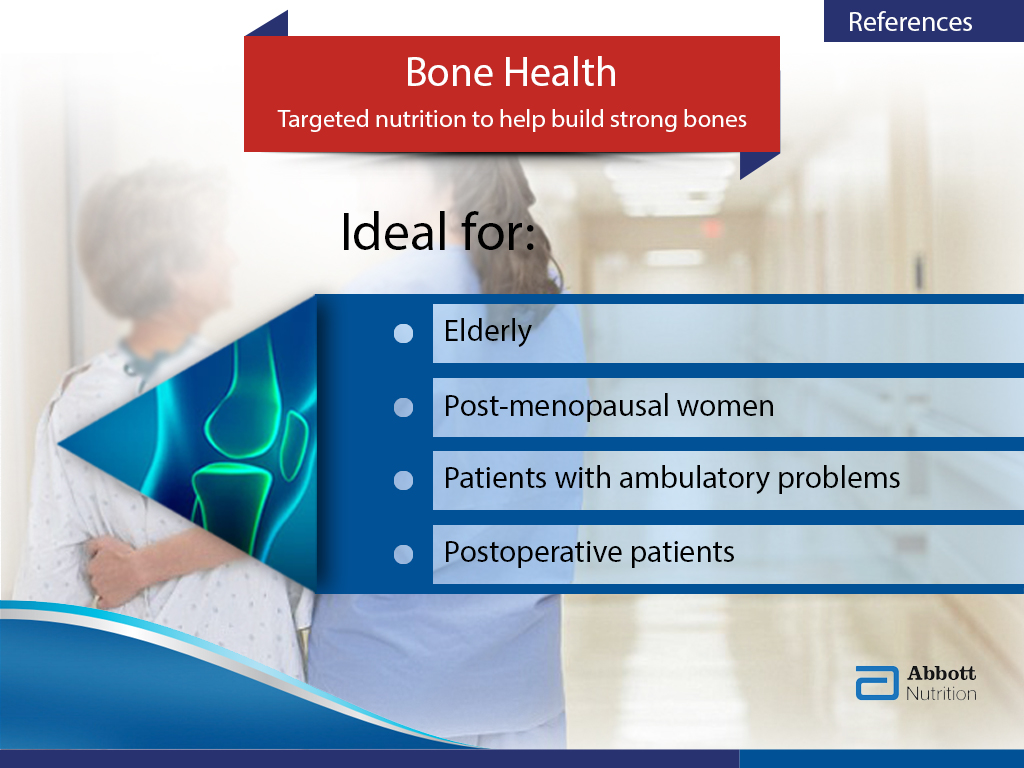 References
Bone Health
Targeted nutrition to help build strong bones
Ideal for:
Elderly
Post-menopausal women
Patients with ambulatory problems
Postoperative patients
Abbott
Nutrition